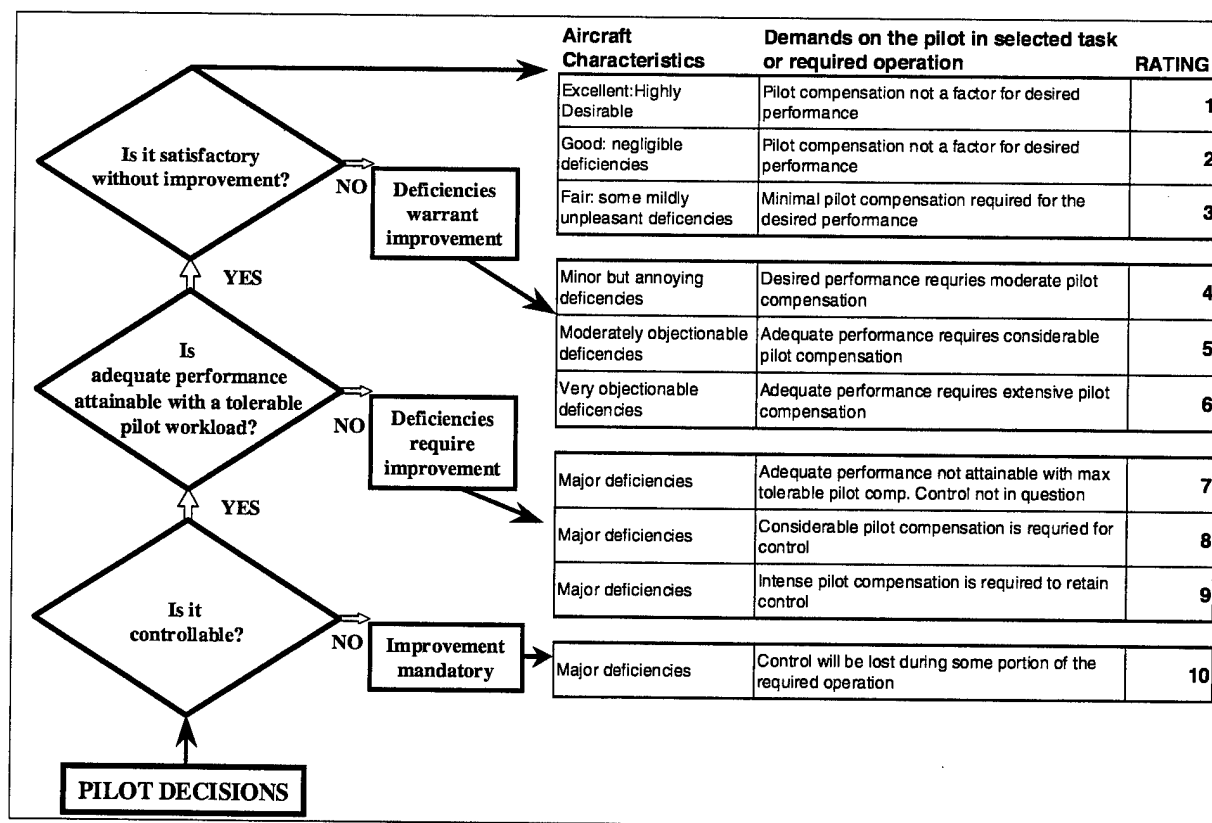 Aircraft
Characteristics
Demands on the pilot in selected task
or required operation
RATING
Excellent:Highly
Desirable
Pilot compensation not a factor for desired
performance
1
Good: negligible
deficiencies
Pilot compensation not a factor for desired
performance
2
Fair: some mildly
unpleasant deficencies
Minimal pilot compensation required for the
desired performance
3
Is it satisfactory
without improvement?
NO
Deficiencies
warrant
improvement
YES
Minor but annoying
deficencies
Desired performance requries moderate pilot
compensation
4
Moderately objectionable
deficencies
Adequate performance requires considerable
pilot compensation
5
Very objectionable
deficencies
Adequate performance requires extensive pilot
compensation
6
Is
adequate performance
attainable with a tolerable
pilot workload?
NO
Deficiencies
require
improvement
YES
Major deficiencies
Adequate performance not attainable with max
tolerable pilot comp. Control not in question
7
Major deficiencies
Considerable pilot compensation is requried for
control
8
Major deficiencies
Intense pilot compensation is required to retain
control
9
Is it
controllable?
NO
Improvement
mandatory
Major deficiencies
Control will be lost during some portion of the
required operation
10
PILOT DECISIONS